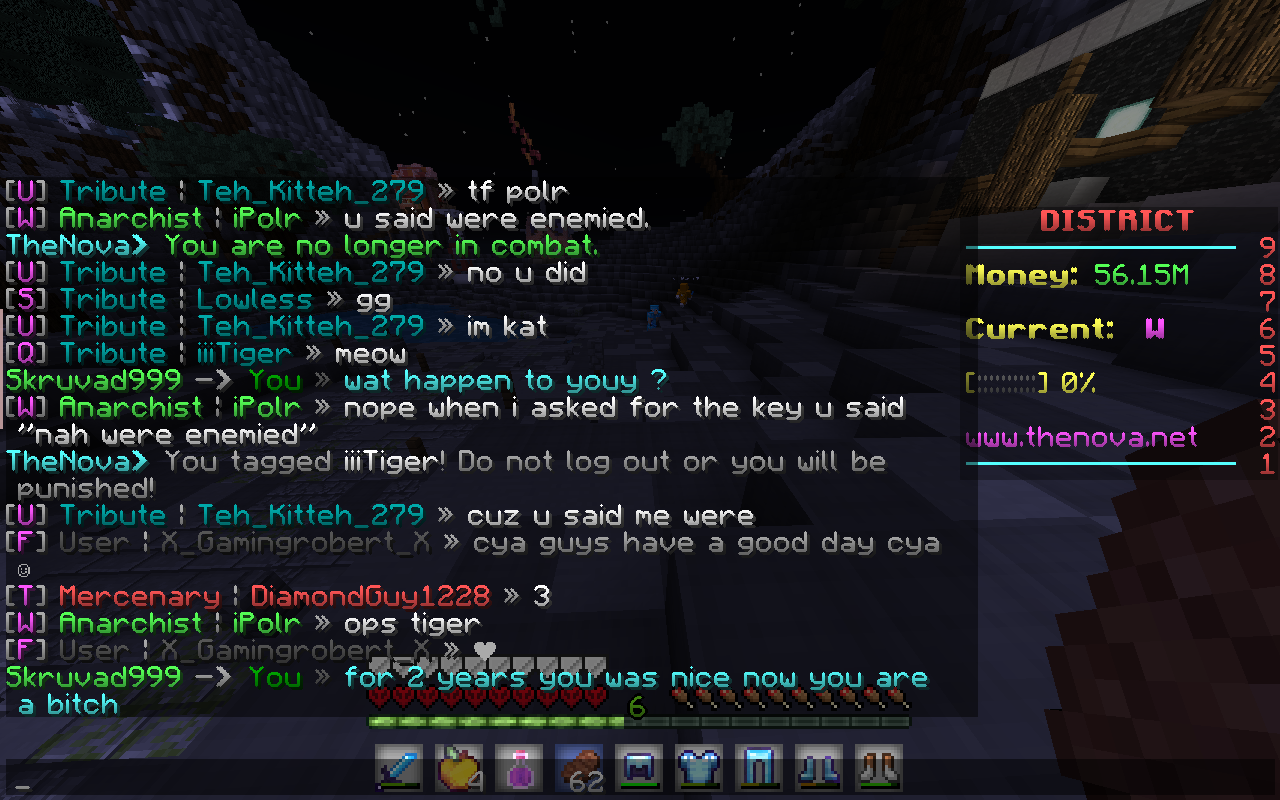 [U] Tribute ¦ Teh_Kitteh_279 » tf polr
[W] Anarchist ¦ iPolr » u said were enemied.
TheNova> You are no longer in combat.
[U] Tribute ¦ Teh_Kitteh_279 » no u did
[S] Tribute ¦ Lowless » gg
[U] Tribute ¦ Teh_Kitteh_279 » im kat
[Q] Tribute ¦ iiiTiger » meow
Skruvad999 -> You » wat happen to youy ?
[W] Anarchist ¦ iPolr » nope when i asked for the key u said
"nah were enemied"
TheNova> You tagged iiiTiger! Do not log out or you will be
punished!
[U] Tribute ¦ Teh_Kitteh_279 » cuz u said me were
[F] User ¦ X_Gamingrobert_X » cya guys have a good day cya
☺
[T] Mercenary ¦ DiamondGuy1228 » 3
[W] Anarchist ¦ iPolr » ops tiger
[F] User ¦ X_Gamingrobert_X » ♥
Skruvad999 -> You » for 2 years you was nice now you are
a bitch
DISTRICT
9
Money: 56.15M 8
7
Current: W 6
5
[::::::::::] 0% 4
3
www.thenova.net 2
1
6
4
62
_